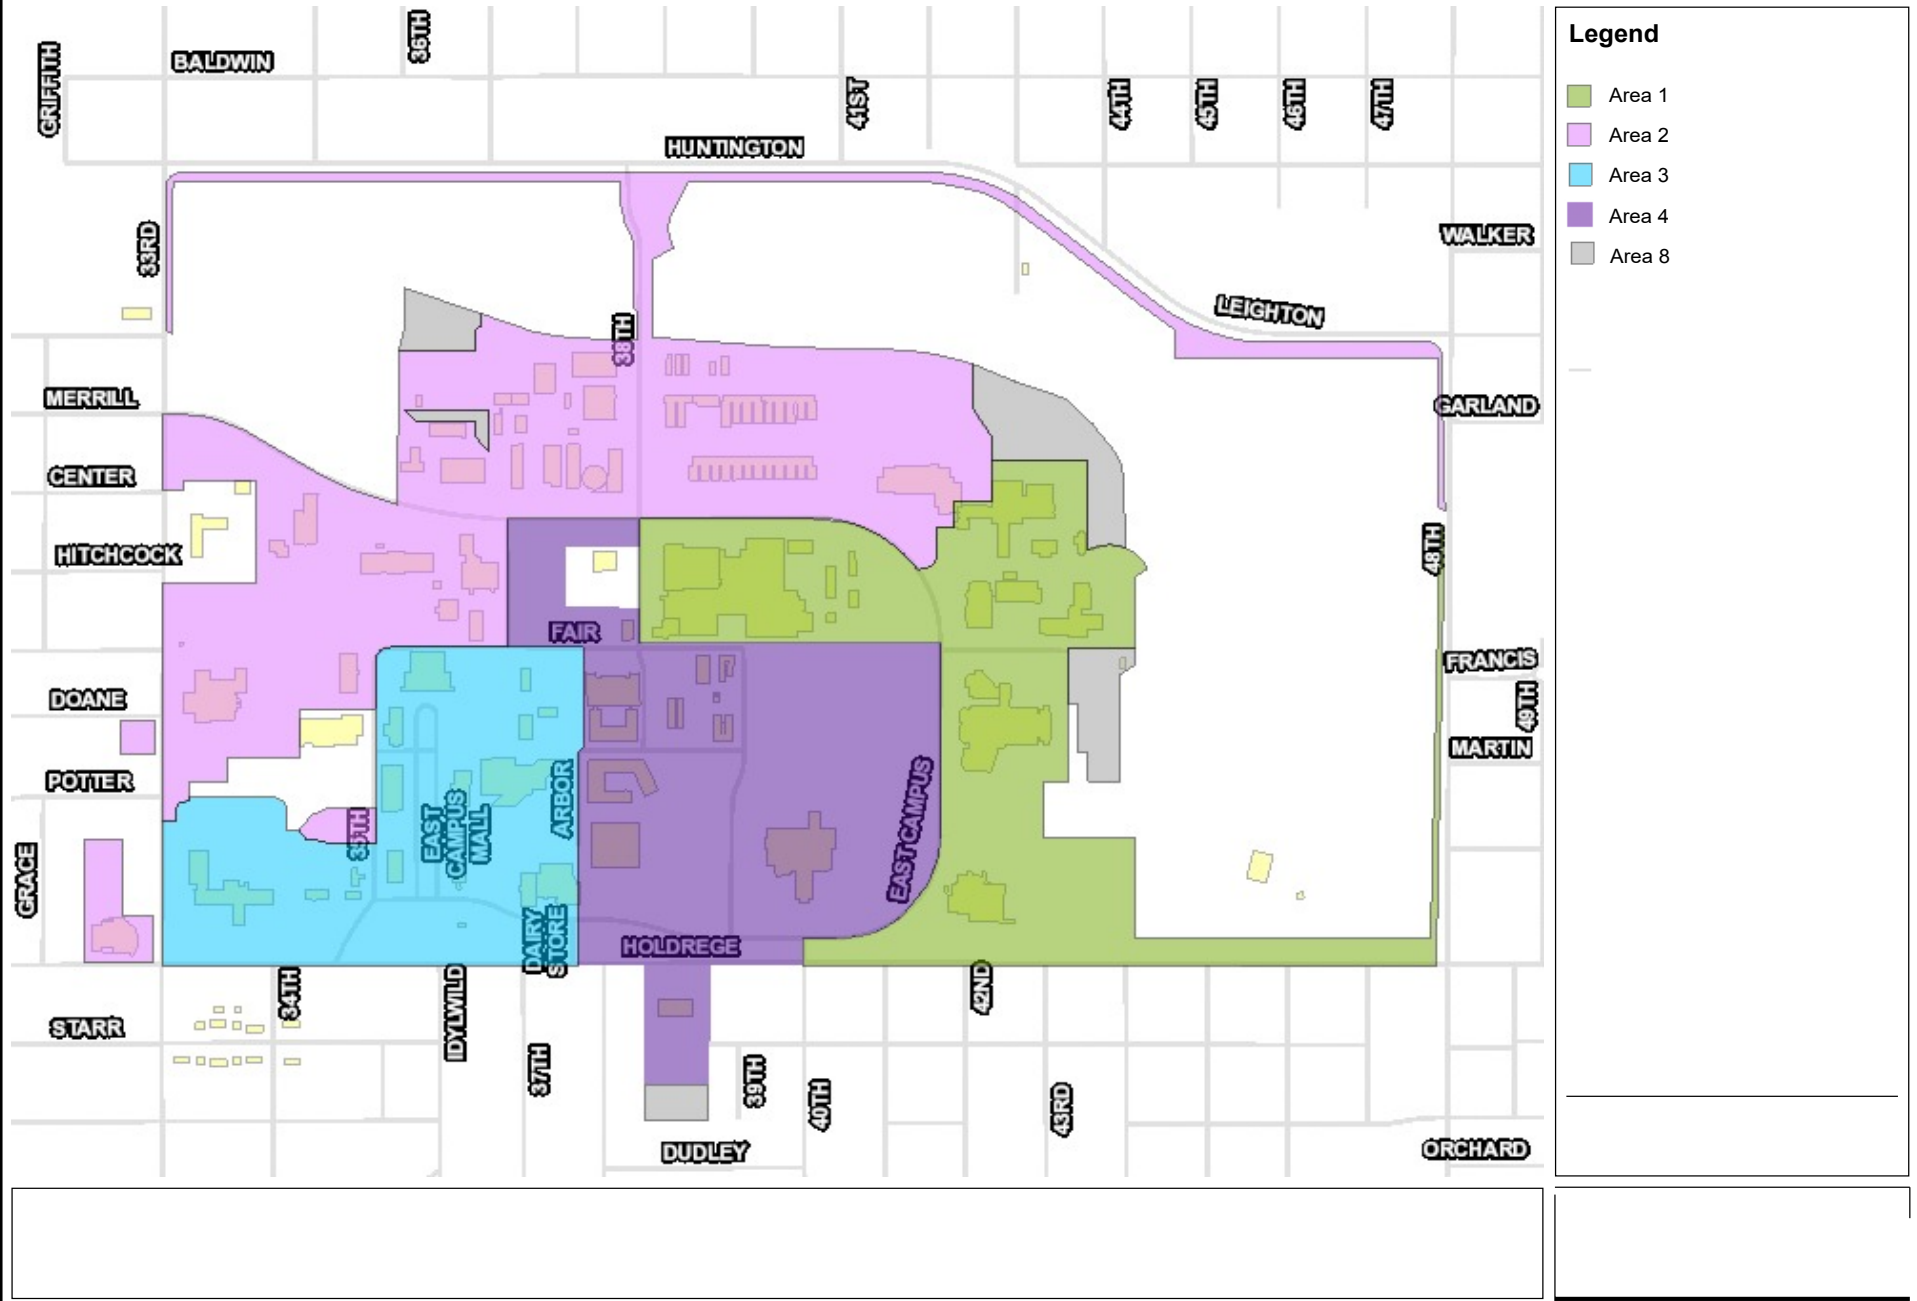 36TH
GRIFFITH
BALDWIN
41ST
44TH
45TH
46TH
47TH
HUNTINGTON
33RD
WALKER
LEIGHTON
38TH
MERRILL
GARLAND
CENTER
HITCHCOCK
48TH
FAIR
FRANCIS
DOANE
49TH
MARTIN
POTTER
ARBOR
EAST CAMPUS
35TH
EAST
CAMPUS
MALL
GRACE
DAIRY
STORE
HOLDREGE
34TH
IDYLWILD
42ND
STARR
37TH
39TH
40TH
43RD
DUDLEY
ORCHARD
Legend
Area 1
Area 2
Area 3
Area 4
Area 8